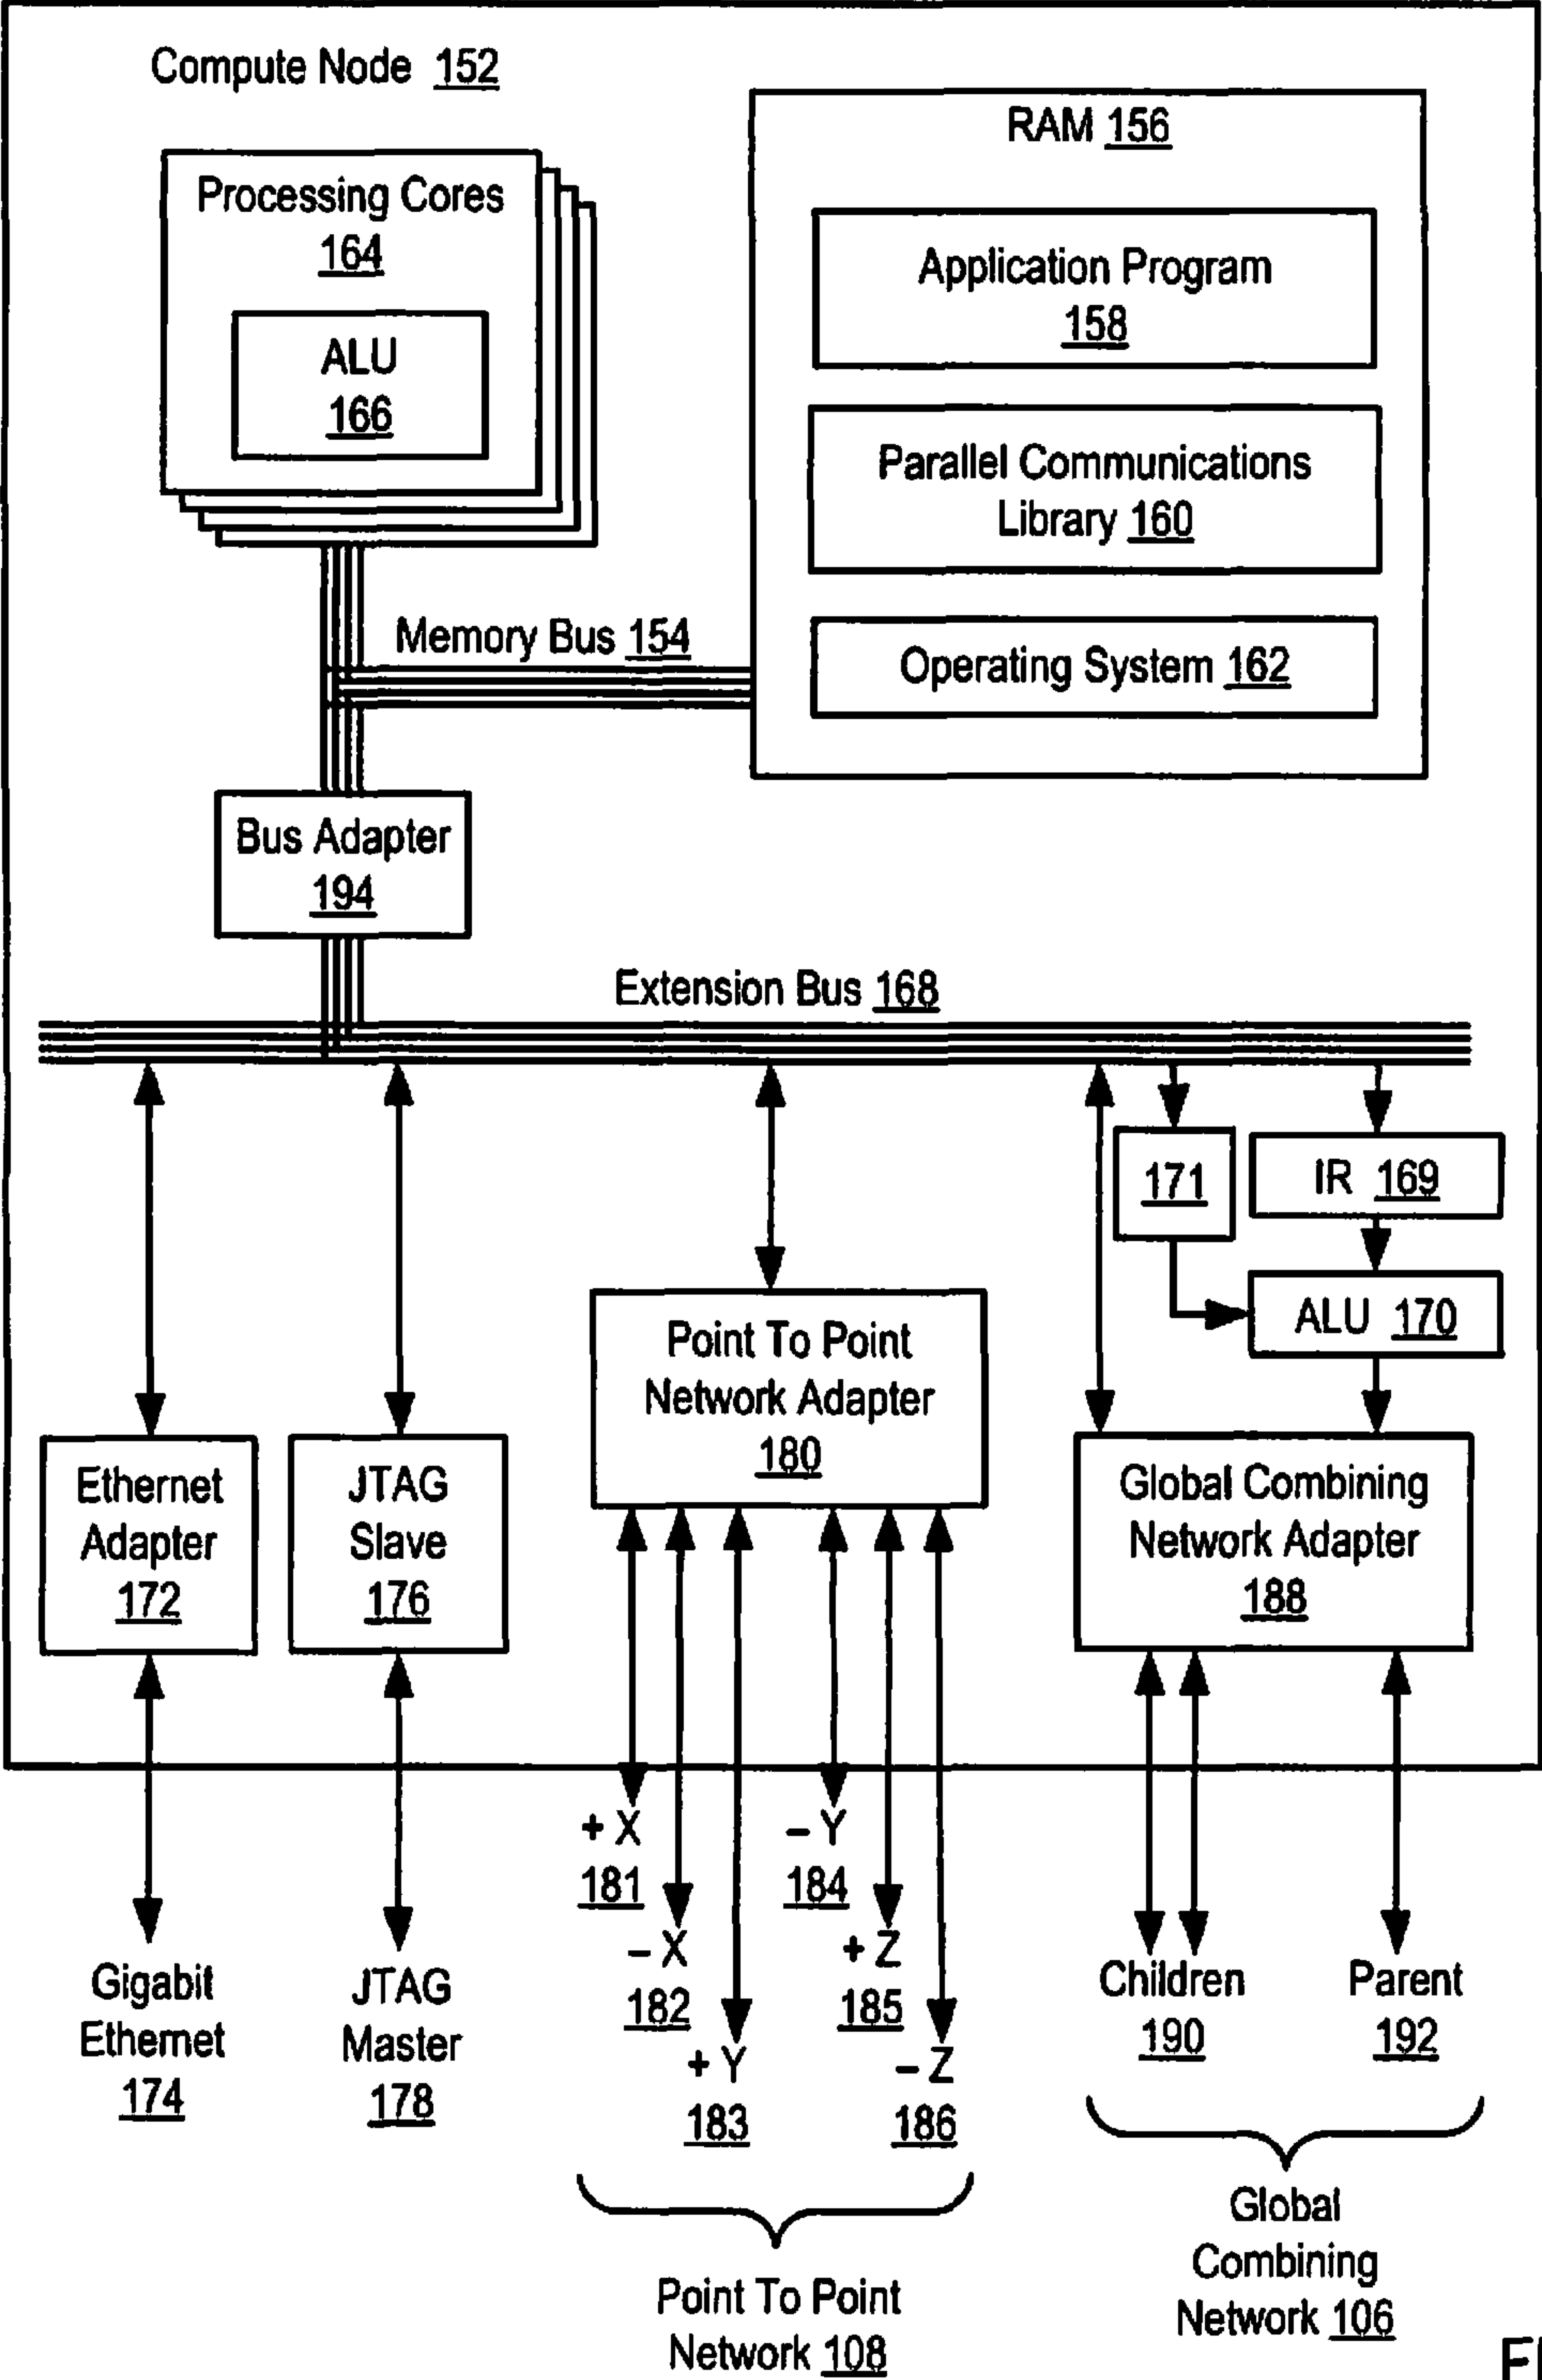 Compute Node 152
RAM 156
Processing Cores
164
ALU
166
Application Program
158
Parallel Communications
Library 160
Operating System 162
Memory Bus 154
Bus Adapter
194
Extension Bus 168
171
IR 169
ALU 170
Point To Point
Network Adapter
180
Ethernet
Adapter
172
JTAG
Slave
176
Global Combining
Network Adapter
188
+ X
181
– X
182
+ Y
183
– Y
184
+ Z
185
– Z
186
Gigabit
Ethernet
174
JTAG
Master
178
Children
190
Parent
192
Point To Point
Network 108
Global
Combining
Network 106